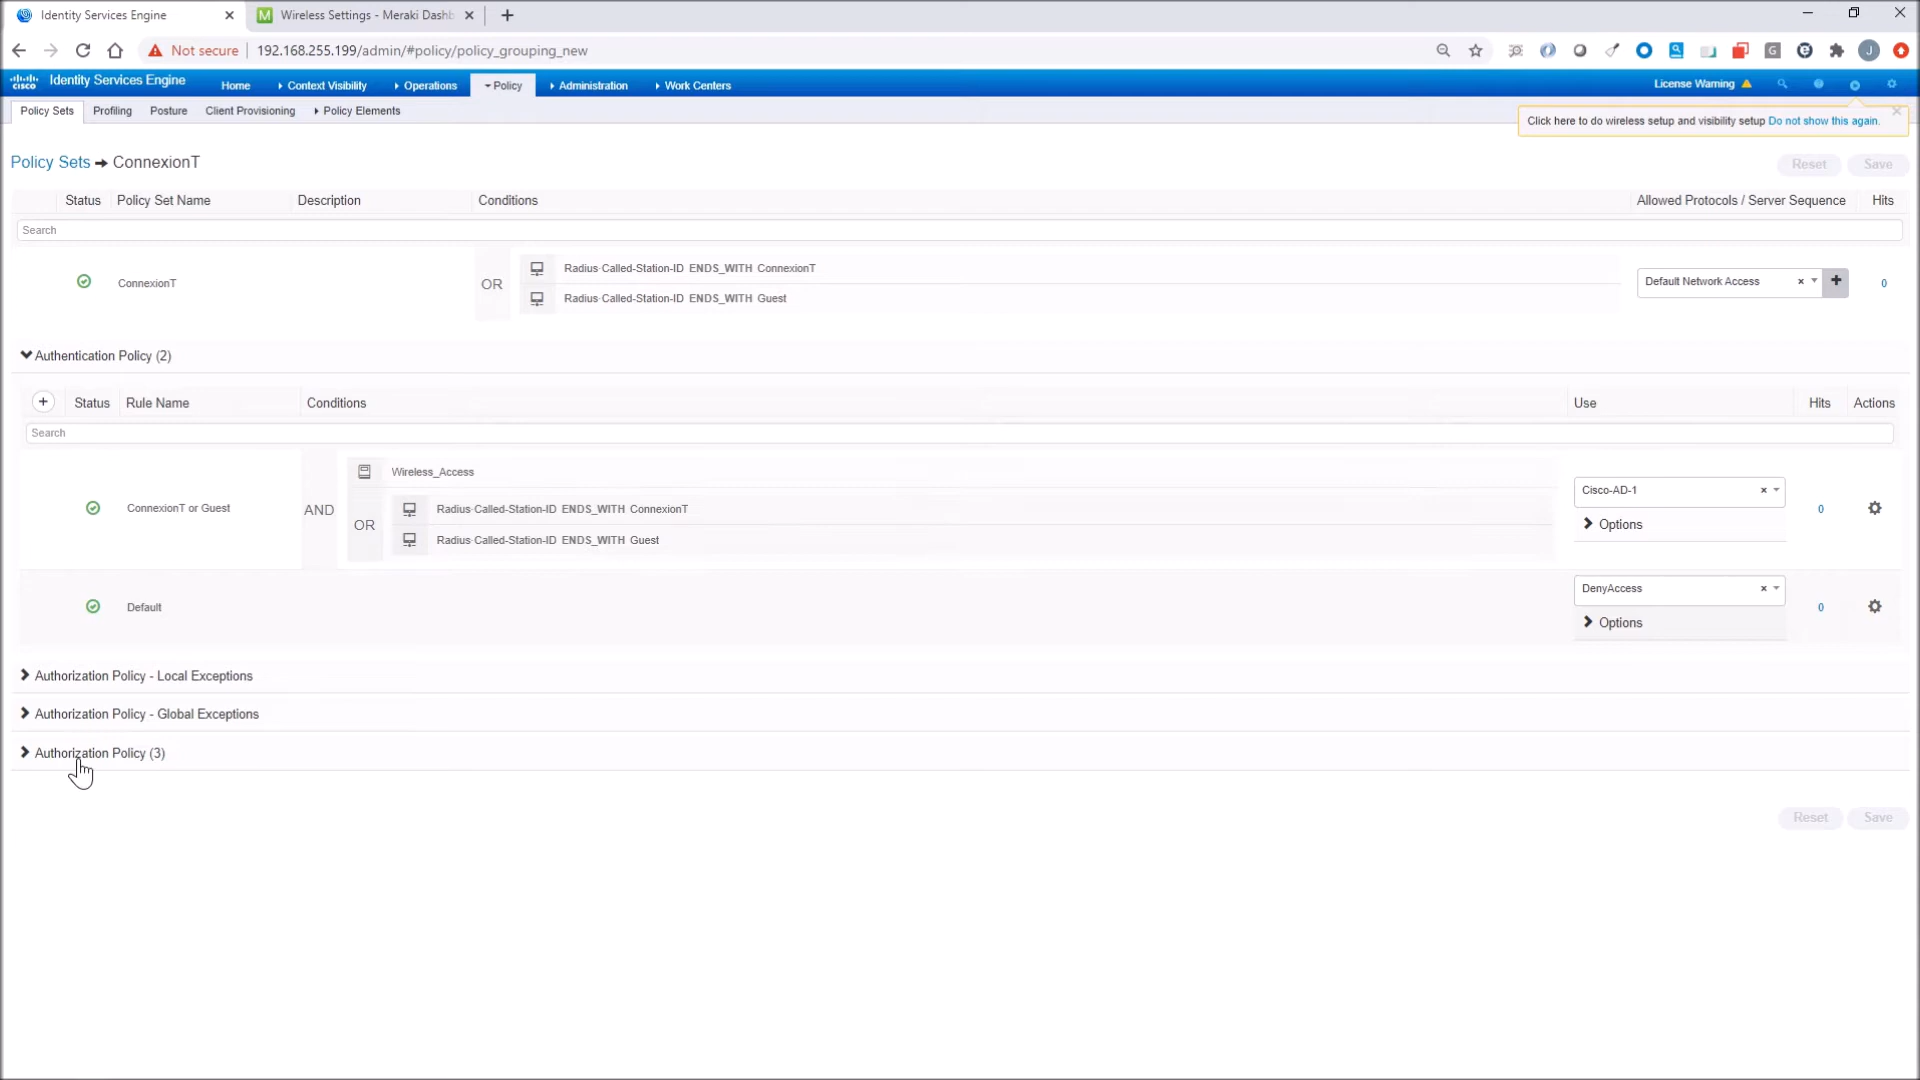 Identity Services Engine
Wireless Settings - Meraki Dashb
Not secure 192.168.255.199/admin/#policy/policy_grouping_new
cisco Identity Services Engine Home Context Visibility Operations Policy Administration Work Centers License Warning
Policy Sets Profiling Posture Client Provisioning Policy Elements
Click here to do wireless setup and visibility setup Do not show this again.
Policy Sets → ConnexionT Reset Save
Status Policy Set Name Description Conditions Allowed Protocols / Server Sequence Hits
Search
ConnexionT OR Default Network Access 0
Radius·Called-Station-ID ENDS_WITH ConnexionT
Radius·Called-Station-ID ENDS_WITH Guest
Authentication Policy (2)
Status Rule Name Conditions Use Hits Actions
Search
ConnexionT or Guest AND
Wireless_Access
OR
Radius·Called-Station-ID ENDS_WITH ConnexionT
Radius·Called-Station-ID ENDS_WITH Guest
Cisco-AD-1
Options
0
Default
DenyAccess
Options
0
Authorization Policy - Local Exceptions
Authorization Policy - Global Exceptions
Authorization Policy (3)
Reset Save